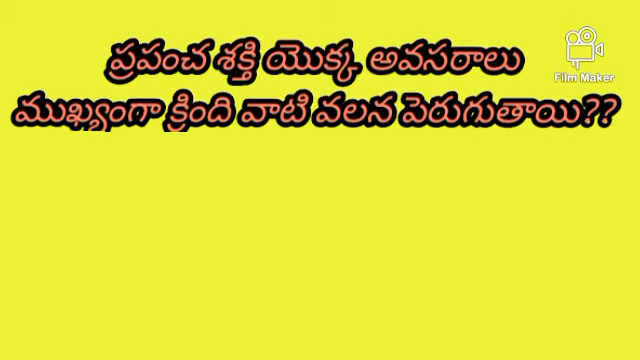 ప్రపంచ శక్తి యొక్క అవసరాలు
Film Maker
ముఖ్యంగా క్రింది వాటి వలన పెరుగుతాయి??